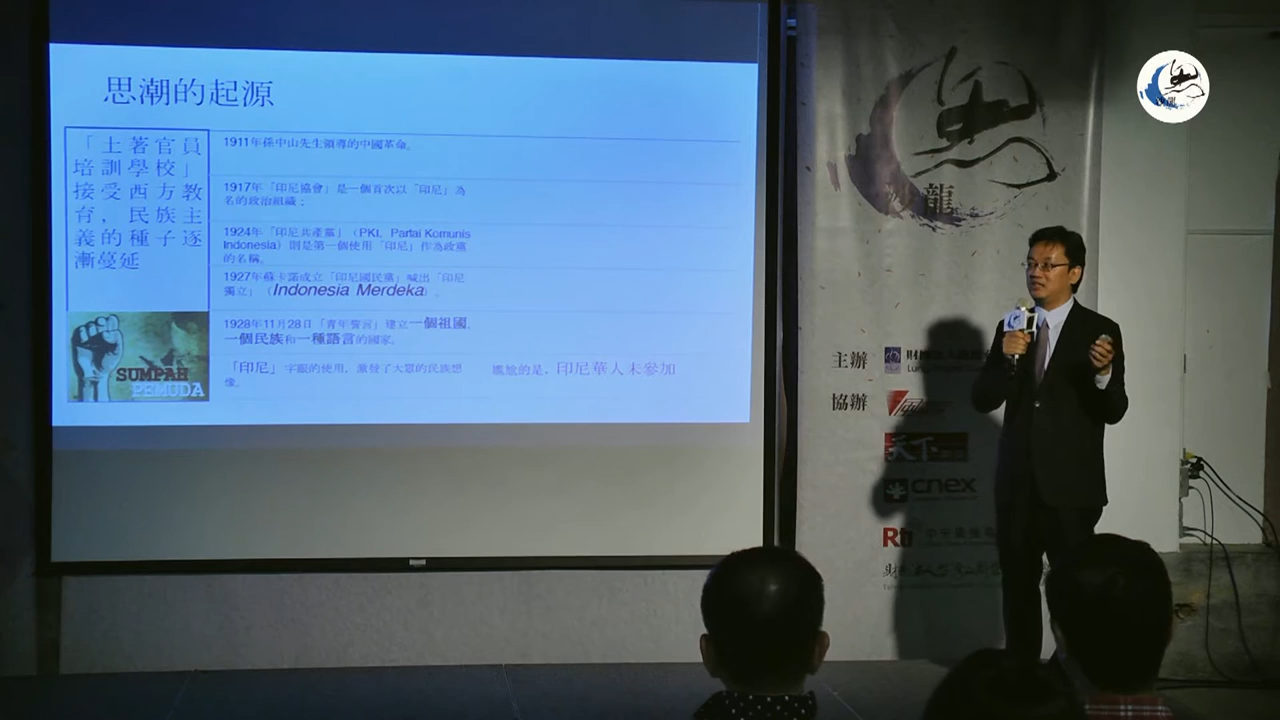 思潮的起源
「土著官員
培訓學校」
接受西方教
育，民族主
義的種子逐
漸蔓延
1911年孫中山先生領導的中國革命。
1917年「印尼協會」是一個首次以「印尼」為
名的政治組織；
1924年「印尼共產黨」（PKI, Partai Komunis
Indonesia）則是第一個使用「印尼」作為政黨
的名稱。
1927年蘇卡諾成立「印尼國民黨」喊出「印尼
獨立」（Indonesia Merdeka）。
1928年11月28日「青年誓言」建立一個祖國,
一個民族和一種語言的國家。
「印尼」字眼的使用，激發了大眾的民族想
像。
尷尬的是，印尼華人未參加
SUMPAH
PEMUDA
龍
主辦
協辦
天下
cnex
Rti